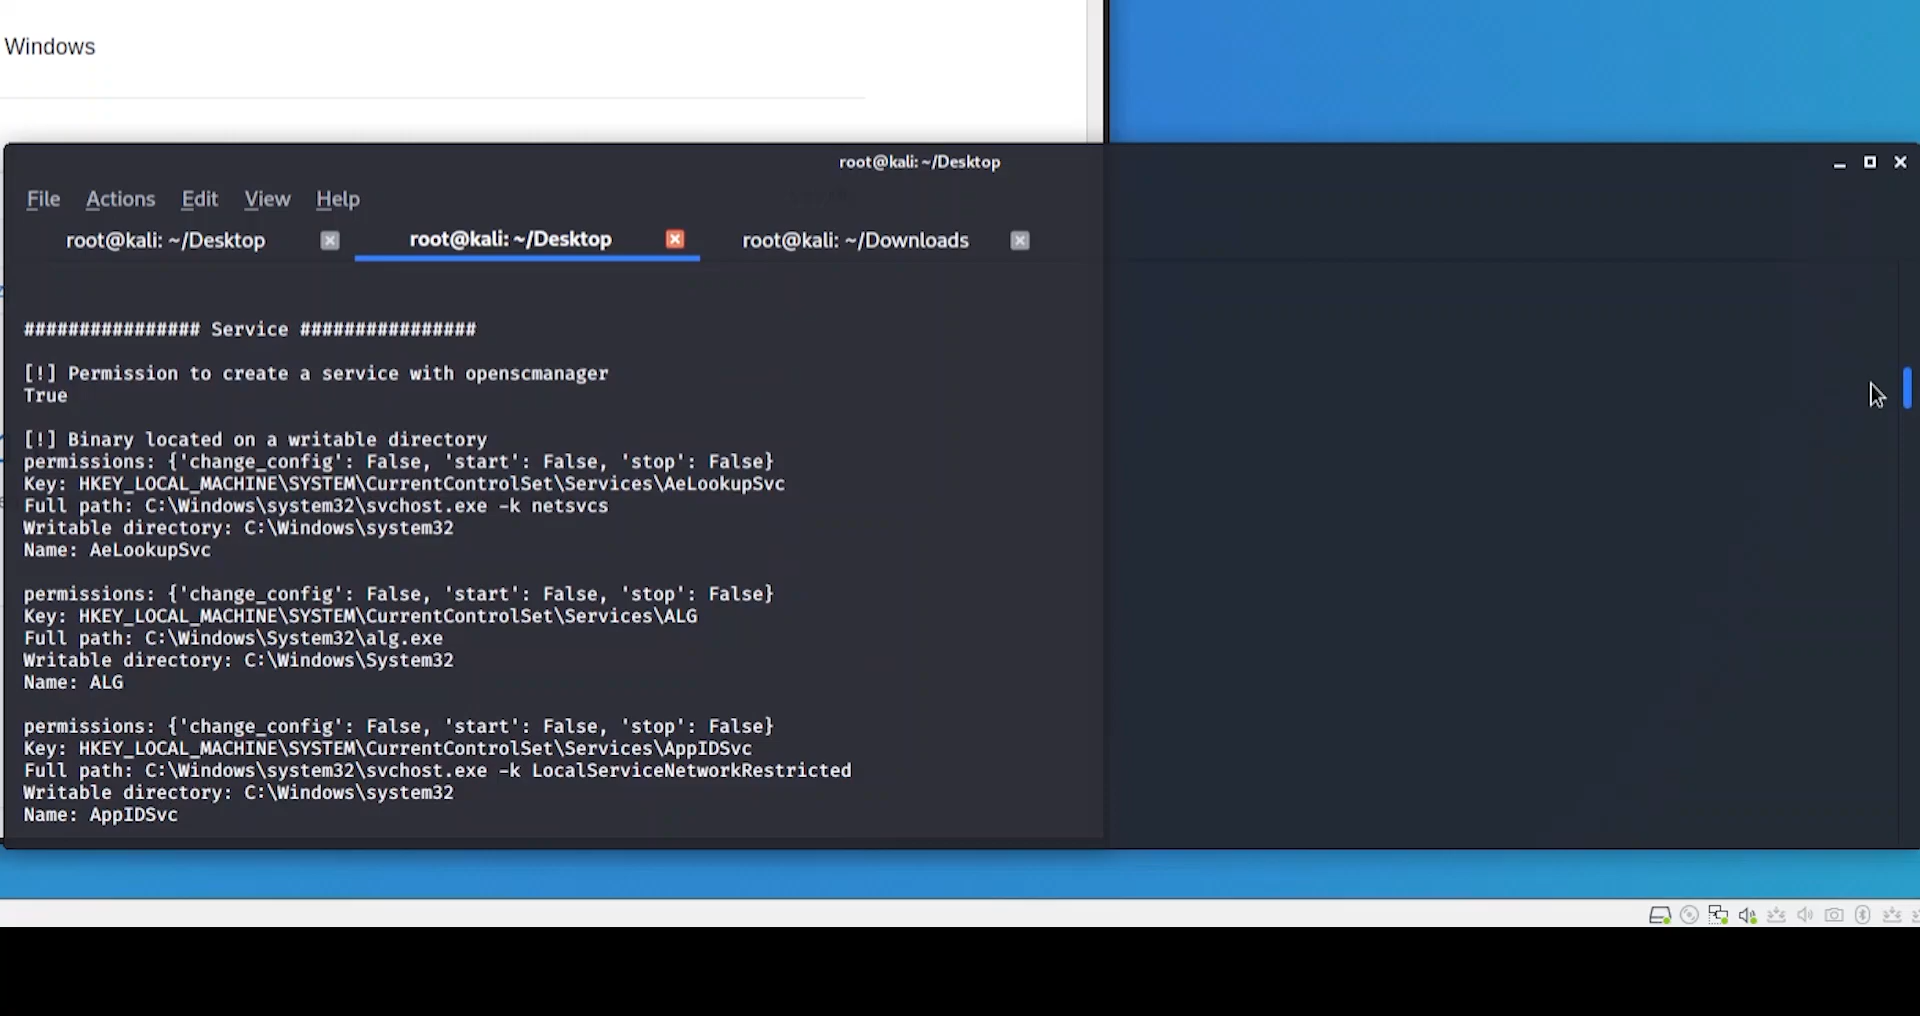 Windows
root@kali: ~/Desktop
File Actions Edit View Help
root@kali: ~/Desktop root@kali: ~/Desktop root@kali: ~/Downloads
################ Service ################
[!] Permission to create a service with openscmanager
True
[!] Binary located on a writable directory
permissions: {'change_config': False, 'start': False, 'stop': False}
Key: HKEY_LOCAL_MACHINE\SYSTEM\CurrentControlSet\Services\AeLookupSvc
Full path: C:\Windows\system32\svchost.exe -k netsvcs
Writable directory: C:\Windows\system32
Name: AeLookupSvc
permissions: {'change_config': False, 'start': False, 'stop': False}
Key: HKEY_LOCAL_MACHINE\SYSTEM\CurrentControlSet\Services\ALG
Full path: C:\Windows\System32\alg.exe
Writable directory: C:\Windows\System32
Name: ALG
permissions: {'change_config': False, 'start': False, 'stop': False}
Key: HKEY_LOCAL_MACHINE\SYSTEM\CurrentControlSet\Services\AppIDSvc
Full path: C:\Windows\system32\svchost.exe -k LocalServiceNetworkRestricted
Writable directory: C:\Windows\system32
Name: AppIDSvc